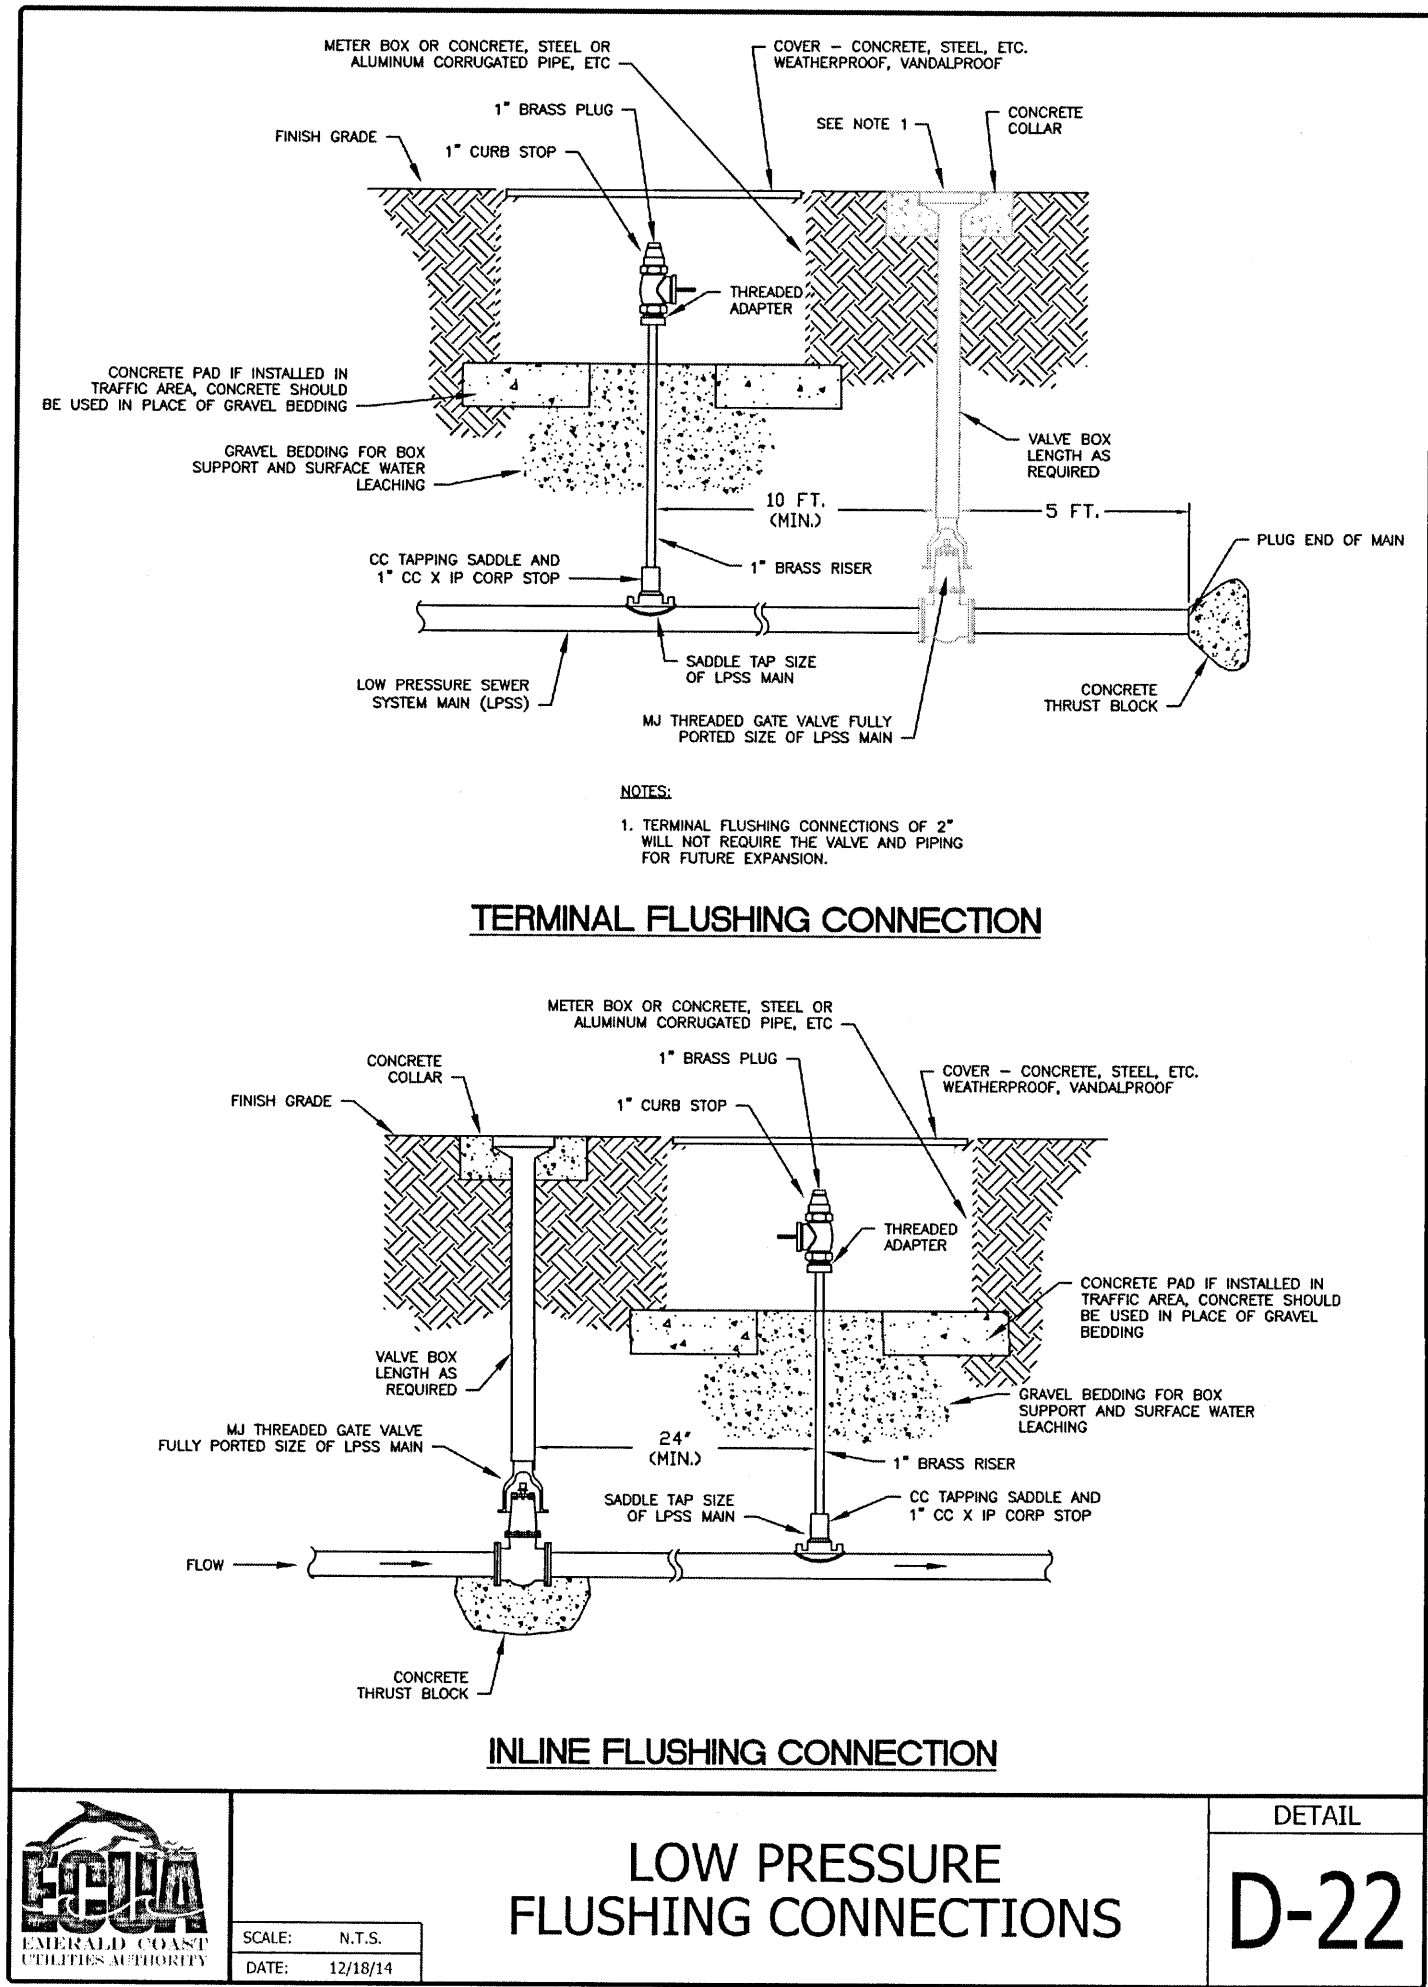 METER BOX OR CONCRETE, STEEL OR
ALUMINUM CORRUGATED PIPE, ETC
COVER – CONCRETE, STEEL, ETC.
WEATHERPROOF, VANDALPROOF
1" BRASS PLUG
SEE NOTE 1
CONCRETE
COLLAR
FINISH GRADE
1" CURB STOP
THREADED
ADAPTER
CONCRETE PAD IF INSTALLED IN
TRAFFIC AREA, CONCRETE SHOULD
BE USED IN PLACE OF GRAVEL BEDDING
GRAVEL BEDDING FOR BOX
SUPPORT AND SURFACE WATER
LEACHING
VALVE BOX
LENGTH AS
REQUIRED
10 FT.
(MIN.)
5 FT.
PLUG END OF MAIN
CC TAPPING SADDLE AND
1" CC X IP CORP STOP
1" BRASS RISER
SADDLE TAP SIZE
OF LPSS MAIN
LOW PRESSURE SEWER
SYSTEM MAIN (LPSS)
CONCRETE
THRUST BLOCK
MJ THREADED GATE VALVE FULLY
PORTED SIZE OF LPSS MAIN
NOTES:
1. TERMINAL FLUSHING CONNECTIONS OF 2"
WILL NOT REQUIRE THE VALVE AND PIPING
FOR FUTURE EXPANSION.
TERMINAL FLUSHING CONNECTION
METER BOX OR CONCRETE, STEEL OR
ALUMINUM CORRUGATED PIPE, ETC
CONCRETE
COLLAR
1" BRASS PLUG
COVER – CONCRETE, STEEL, ETC.
WEATHERPROOF, VANDALPROOF
FINISH GRADE
1" CURB STOP
THREADED
ADAPTER
CONCRETE PAD IF INSTALLED IN
TRAFFIC AREA, CONCRETE SHOULD
BE USED IN PLACE OF GRAVEL
BEDDING
VALVE BOX
LENGTH AS
REQUIRED
GRAVEL BEDDING FOR BOX
SUPPORT AND SURFACE WATER
LEACHING
MJ THREADED GATE VALVE
FULLY PORTED SIZE OF LPSS MAIN
24"
(MIN.)
1" BRASS RISER
SADDLE TAP SIZE
OF LPSS MAIN
CC TAPPING SADDLE AND
1" CC X IP CORP STOP
FLOW
CONCRETE
THRUST BLOCK
INLINE FLUSHING CONNECTION
ECUA
EMERALD COAST
UTILITIES AUTHORITY
SCALE: N.T.S.
DATE: 12/18/14
LOW PRESSURE
FLUSHING CONNECTIONS
DETAIL
D-22